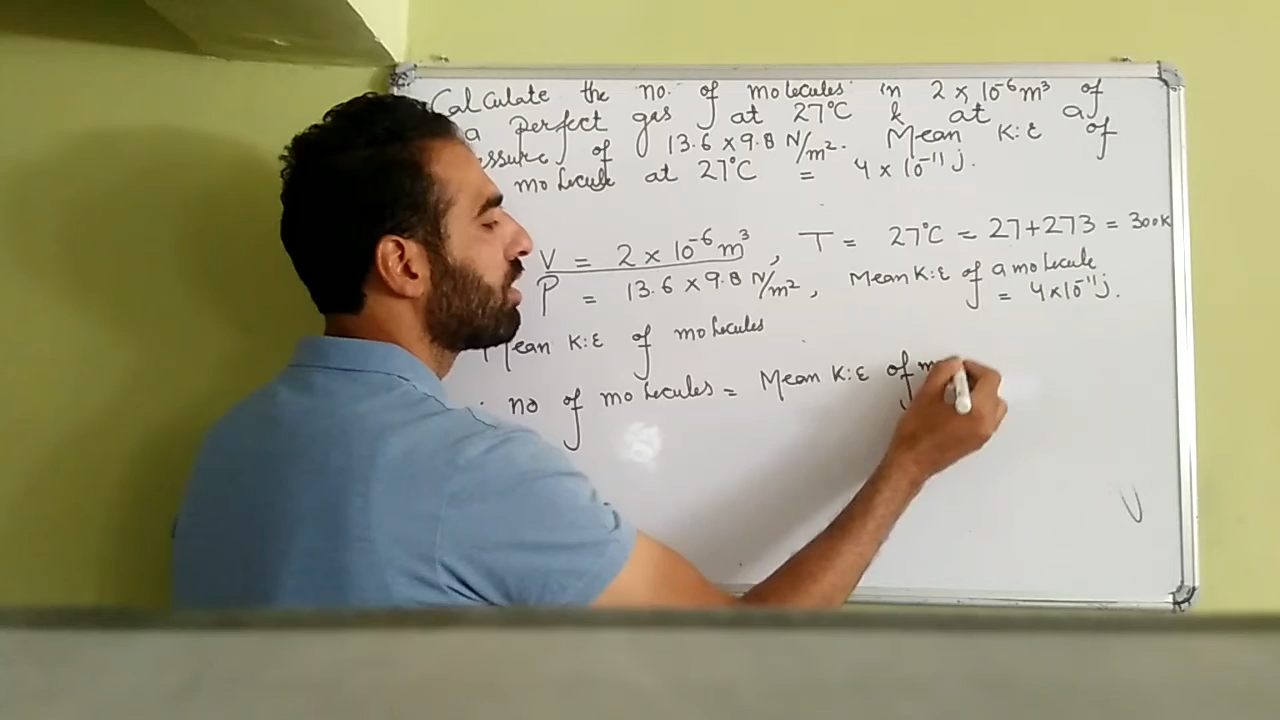 Calculate the no. of molecules in 2 x 10⁻⁶ m³ of
a perfect gas at 27°C & at a
ssure of 13.6 x 9.8 N/m². Mean K:E of
molecule at 27°C = 4 x 10⁻¹¹ j.
V = 2 x 10⁻⁶ m³, T = 27°C = 27+273 = 300K
P = 13.6 x 9.8 N/m², Mean K:E of a molecule
= 4x10⁻¹¹j.
Mean K:E of molecules
no of molecules = Mean K:E of m
U